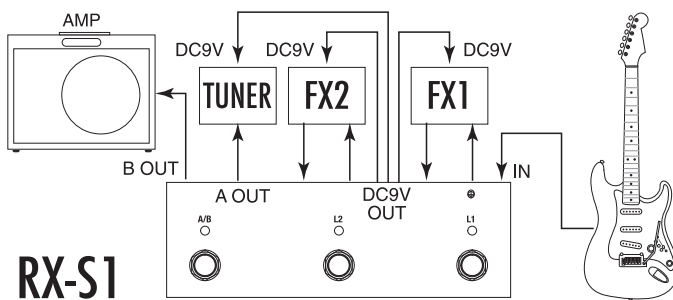 AMP
DC9V
DC9V
DC9V
TUNER
FX2
FX1
B OUT
A OUT
DC9V
OUT
IN
A/B
L2
L1
RX-S1